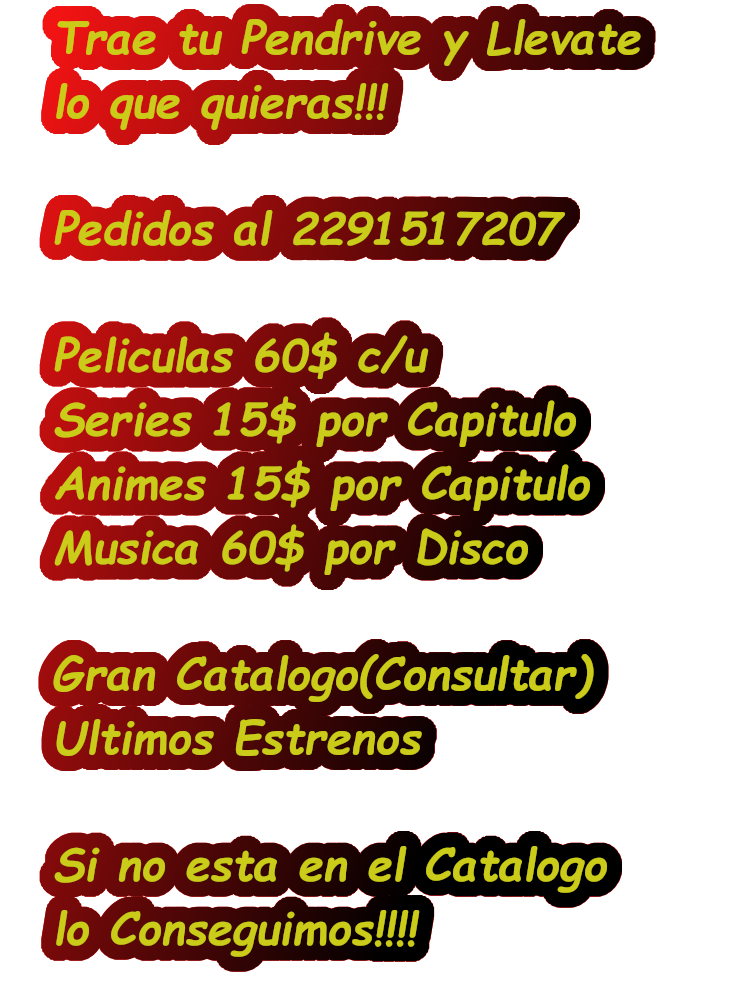 Trae tu Pendrive y Llevate
lo que quieras!!!
Pedidos al 2291517207
Peliculas 60$ c/u
Series 15$ por Capitulo
Animes 15$ por Capitulo
Musica 60$ por Disco
Gran Catalogo(Consultar)
Ultimos Estrenos
Si no esta en el Catalogo
lo Conseguimos!!!!